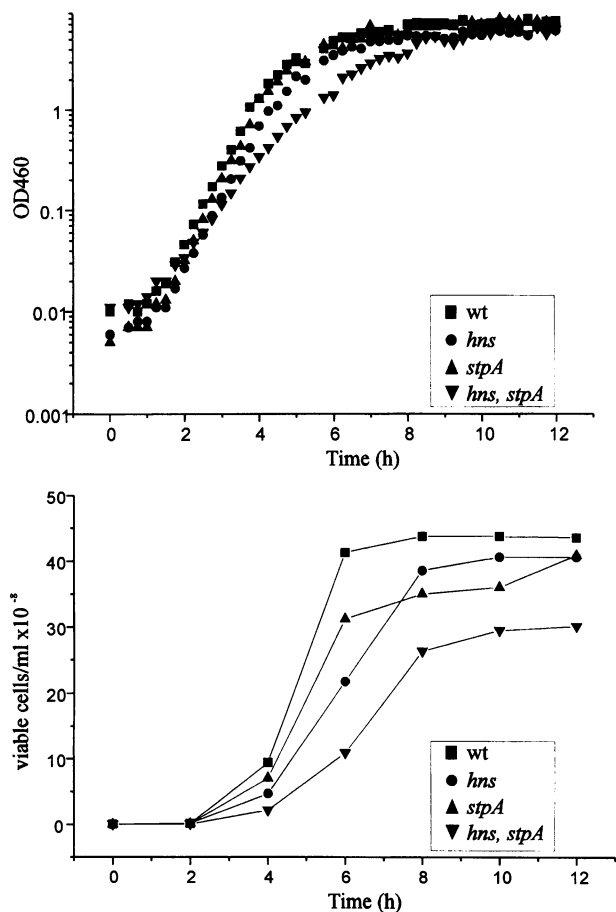 1
0.1
0.01
0.001
OD460
wt
hns
stpA
hns, stpA
0 2 4 6 8 10 12
Time (h)
50
40
30
20
10
0
viable cells/ml x10⁻⁸
wt
hns
stpA
hns, stpA
0 2 4 6 8 10 12
Time (h)